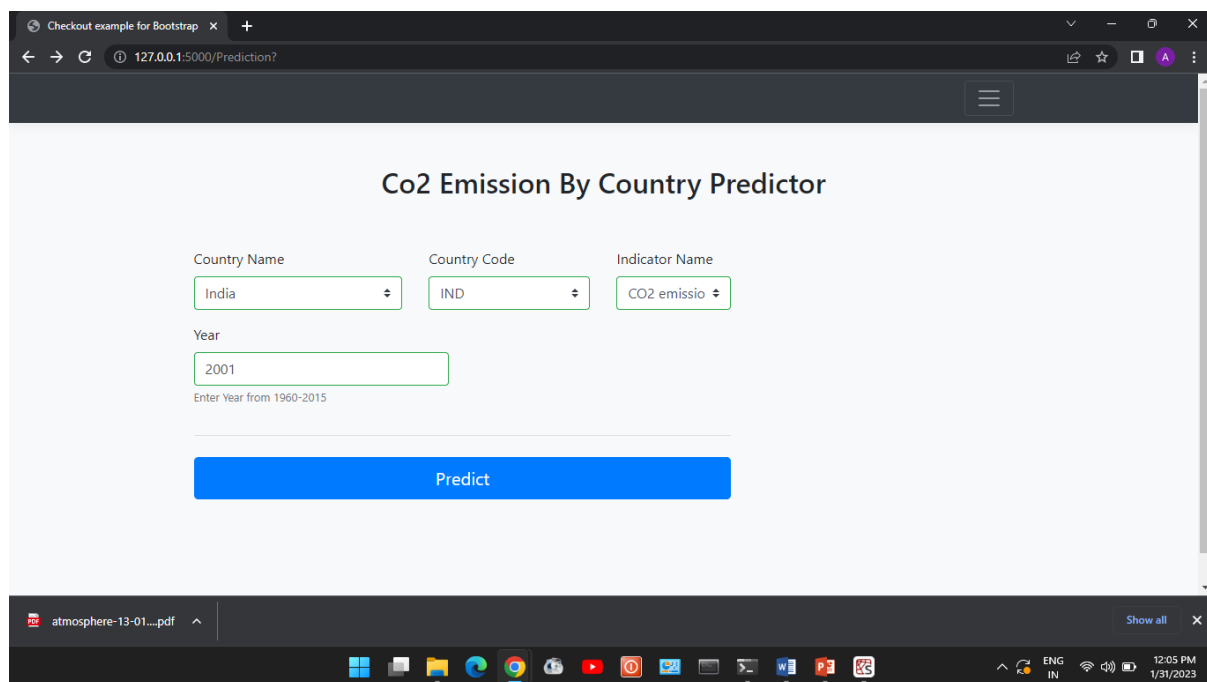 Checkout example for Bootstrap
127.0.0.1:5000/Prediction?
A
Co2 Emission By Country Predictor
Country Name Country Code Indicator Name
India IND CO2 emissio
Year
2001
Enter Year from 1960-2015
Predict
PDF atmosphere-13-01....pdf Show all
ENG 12:05 PM
IN 1/31/2023